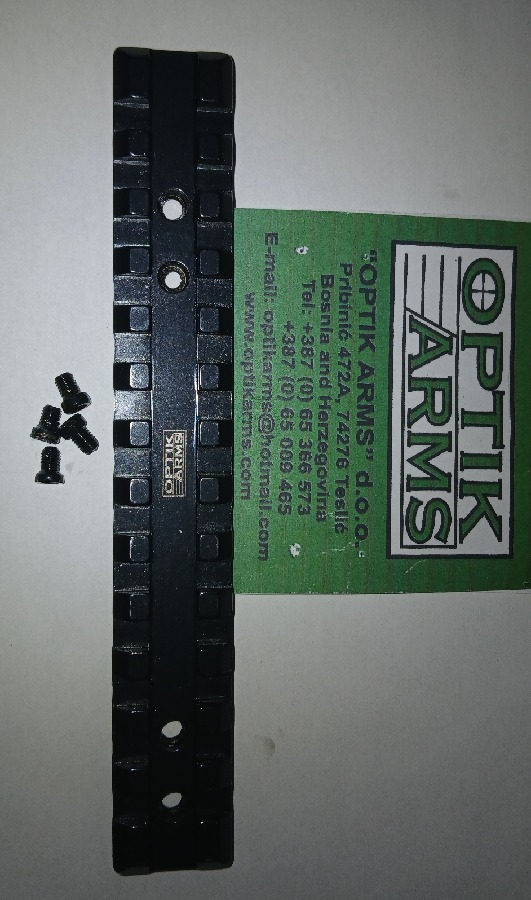 OPTIK
ARMS
"OPTIK ARMS" d.o.o.
Pribinić 472A, 74276 Teslić
Bosnia and Herzegovina
Tel: +387 (0) 65 366 573
+387 (0) 65 009 465
E-mail: optikarms@hotmail.com
www.optikarms.com
OPTIK
ARMS